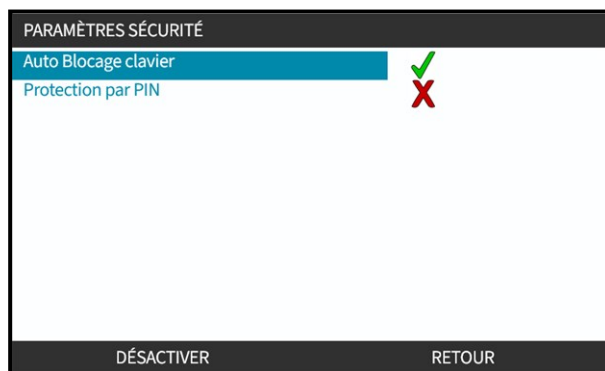 PARAMÈTRES SÉCURITÉ
Auto Blocage clavier
Protection par PIN
DÉSACTIVER RETOUR